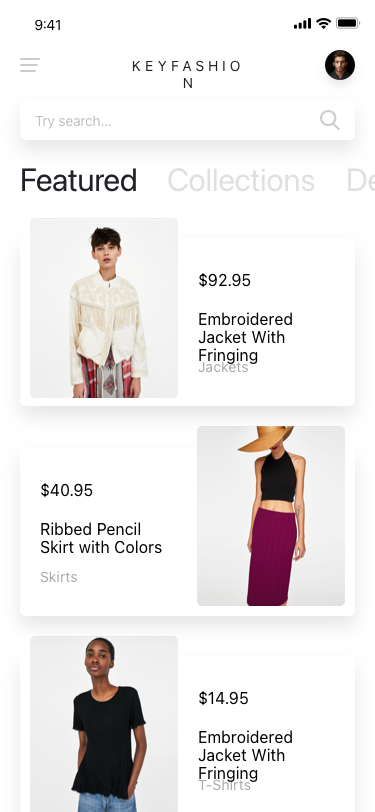 9:41
KEYFASHIO
N
Try search...
Featured Collections De
$92.95
Embroidered
Jacket With
Fringing
Jackets
$40.95
Ribbed Pencil
Skirt with Colors
Skirts
$14.95
Embroidered
Jacket With
Fringing
T-Shirts